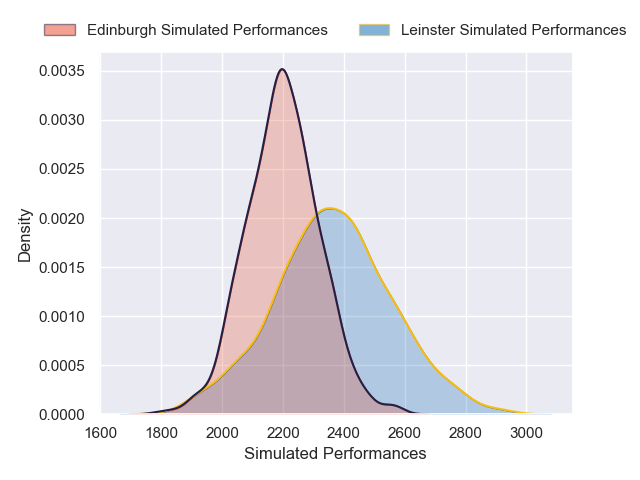 Edinburgh Simulated Performances Leinster Simulated Performances
0.0035
0.0030
0.0025
0.0020
0.0015
0.0010
0.0005
0.0000
Density
1600 1800 2000 2200 2400 2600 2800 3000
Simulated Performances